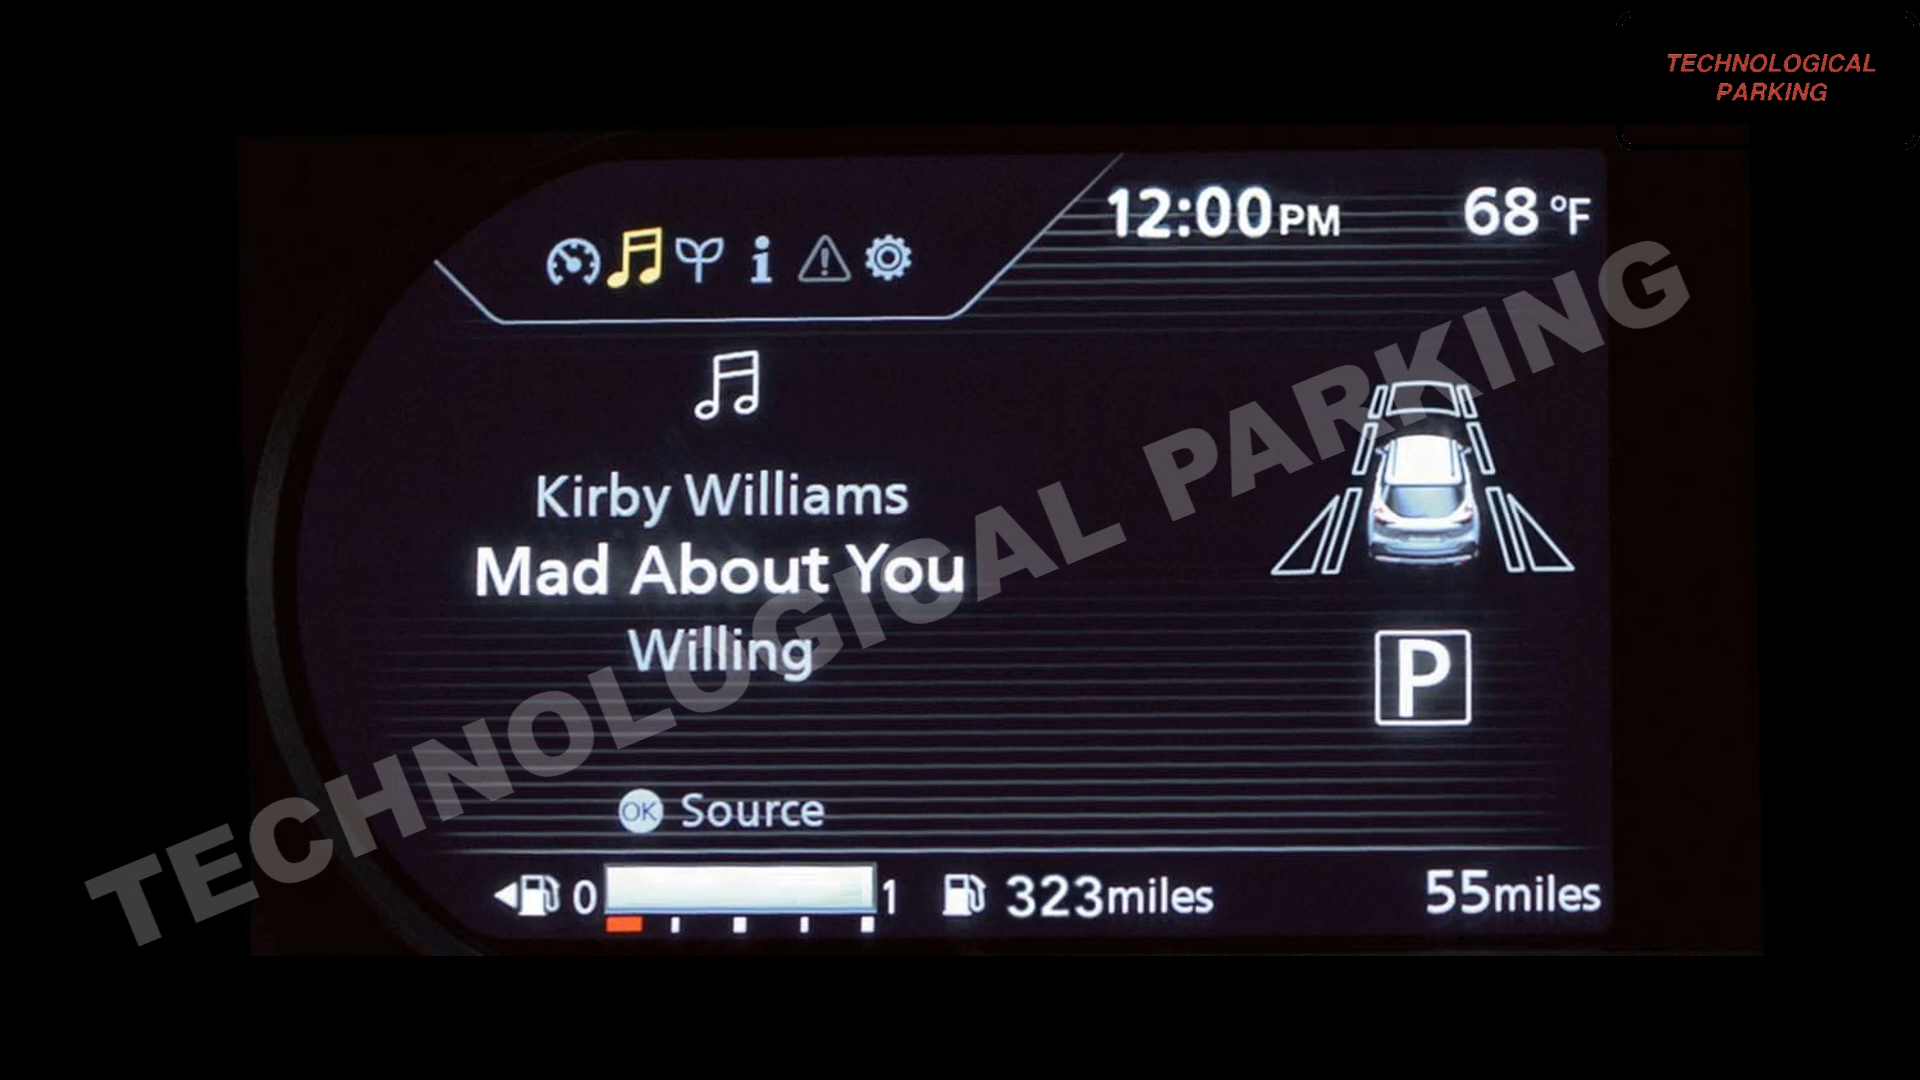 TECHNOLOGICAL
PARKING
12:00PM 68°F
Kirby Williams
Mad About You
Willing
P
OK Source
0 1 323miles 55miles
TECHNOLOGICAL PARKING